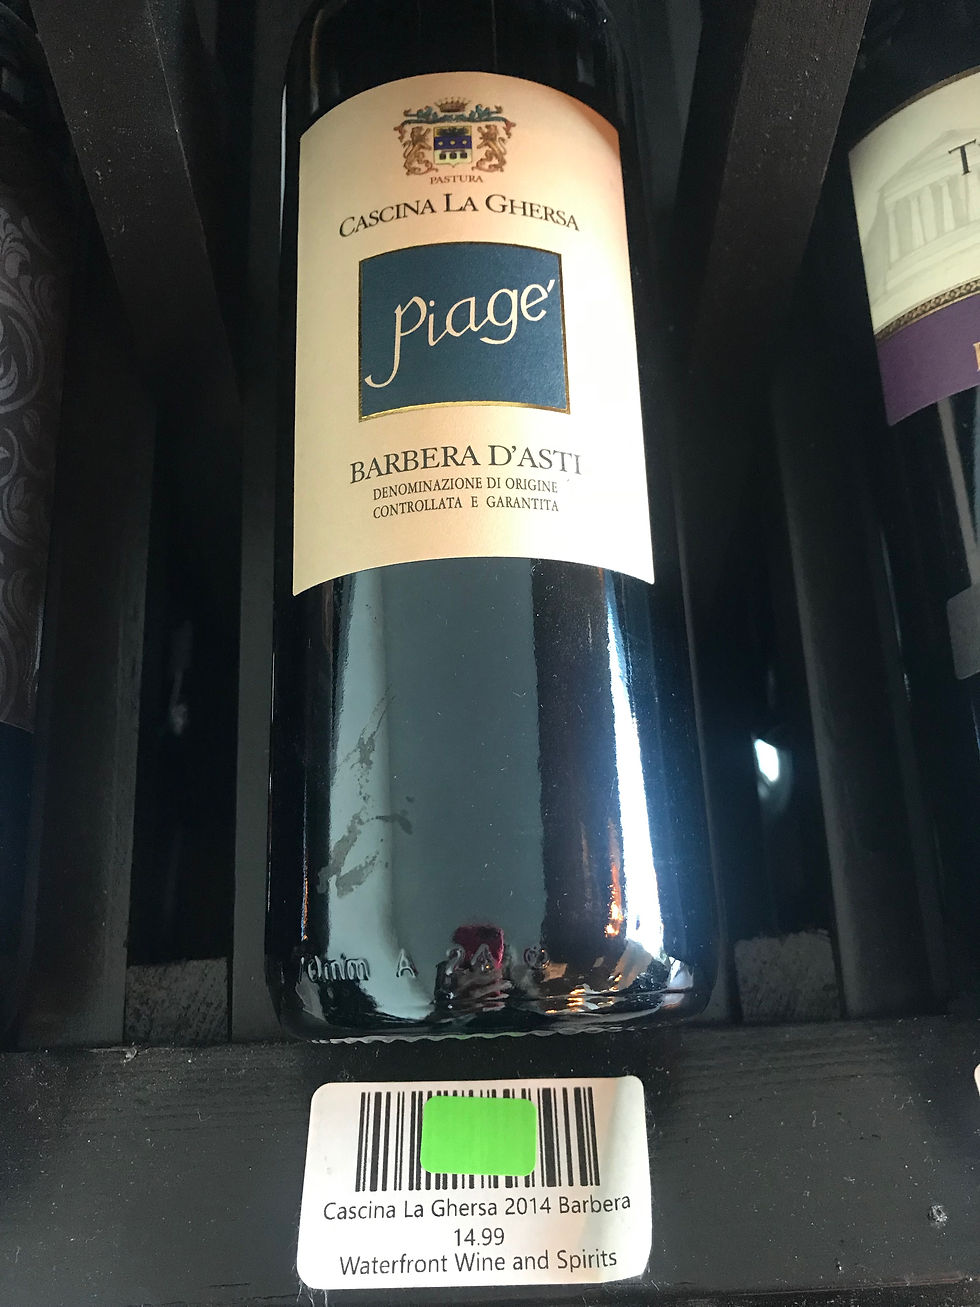 PASTURA
CASCINA LA GHERSA
Piagé
BARBERA D'ASTI
DENOMINAZIONE DI ORIGINE
CONTROLLATA E GARANTITA
T
A
Cascina La Ghersa 2014 Barbera
14.99
Waterfront Wine and Spirits